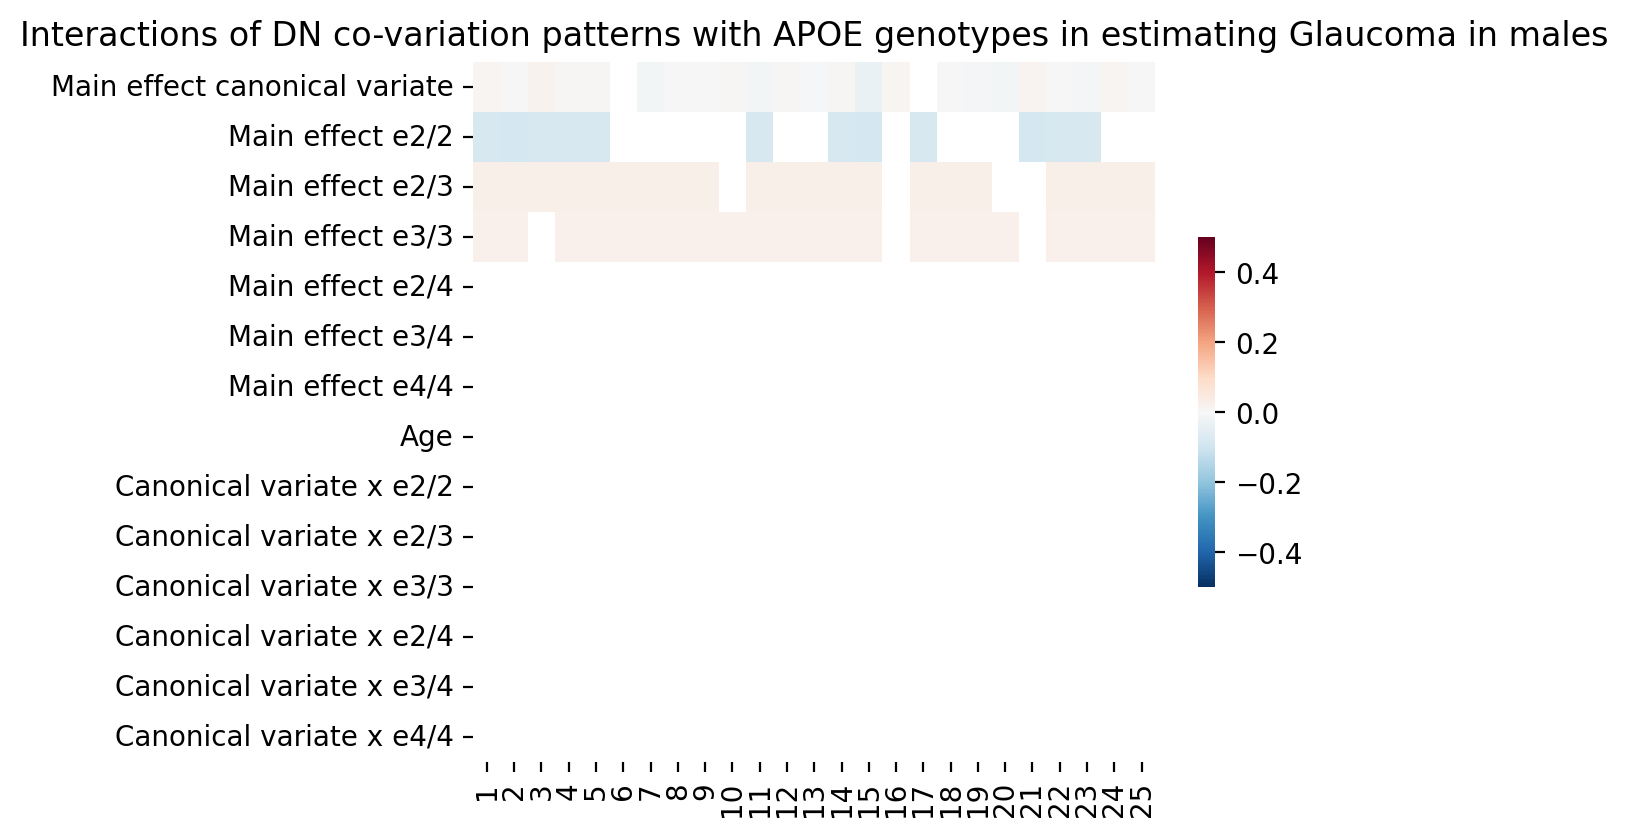 Interactions of DN co-variation patterns with APOE genotypes in estimating Glaucoma in males
Main effect canonical variate
Main effect e2/2
Main effect e2/3
Main effect e3/3
Main effect e2/4
Main effect e3/4
Main effect e4/4
Age
Canonical variate x e2/2
Canonical variate x e2/3
Canonical variate x e3/3
Canonical variate x e2/4
Canonical variate x e3/4
Canonical variate x e4/4
1 2 3 4 5 6 7 8 9 10 11 12 13 14 15 16 17 18 19 20 21 22 23 24 25
0.4
0.2
0.0
−0.2
−0.4